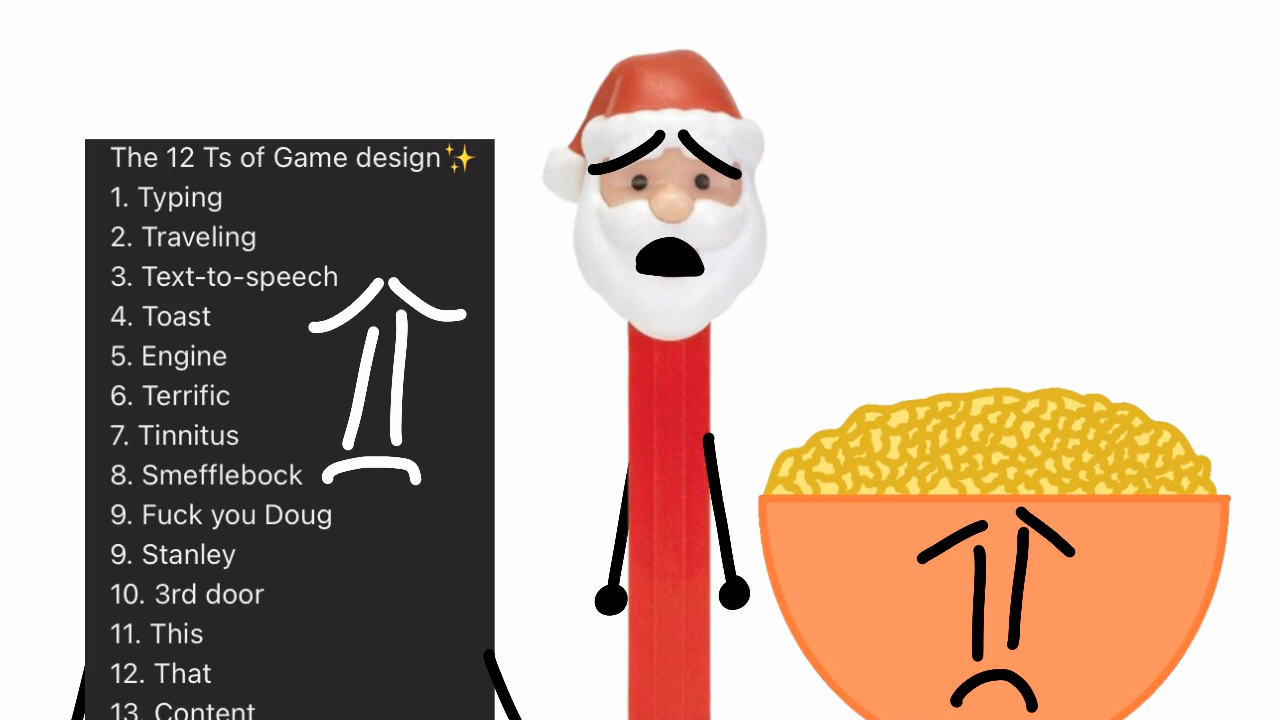 The 12 Ts of Game design✨
1. Typing
2. Traveling
3. Text-to-speech
4. Toast
5. Engine
6. Terrific
7. Tinnitus
8. Smefflebock
9. Fuck you Doug
9. Stanley
10. 3rd door
11. This
12. That
13. Content